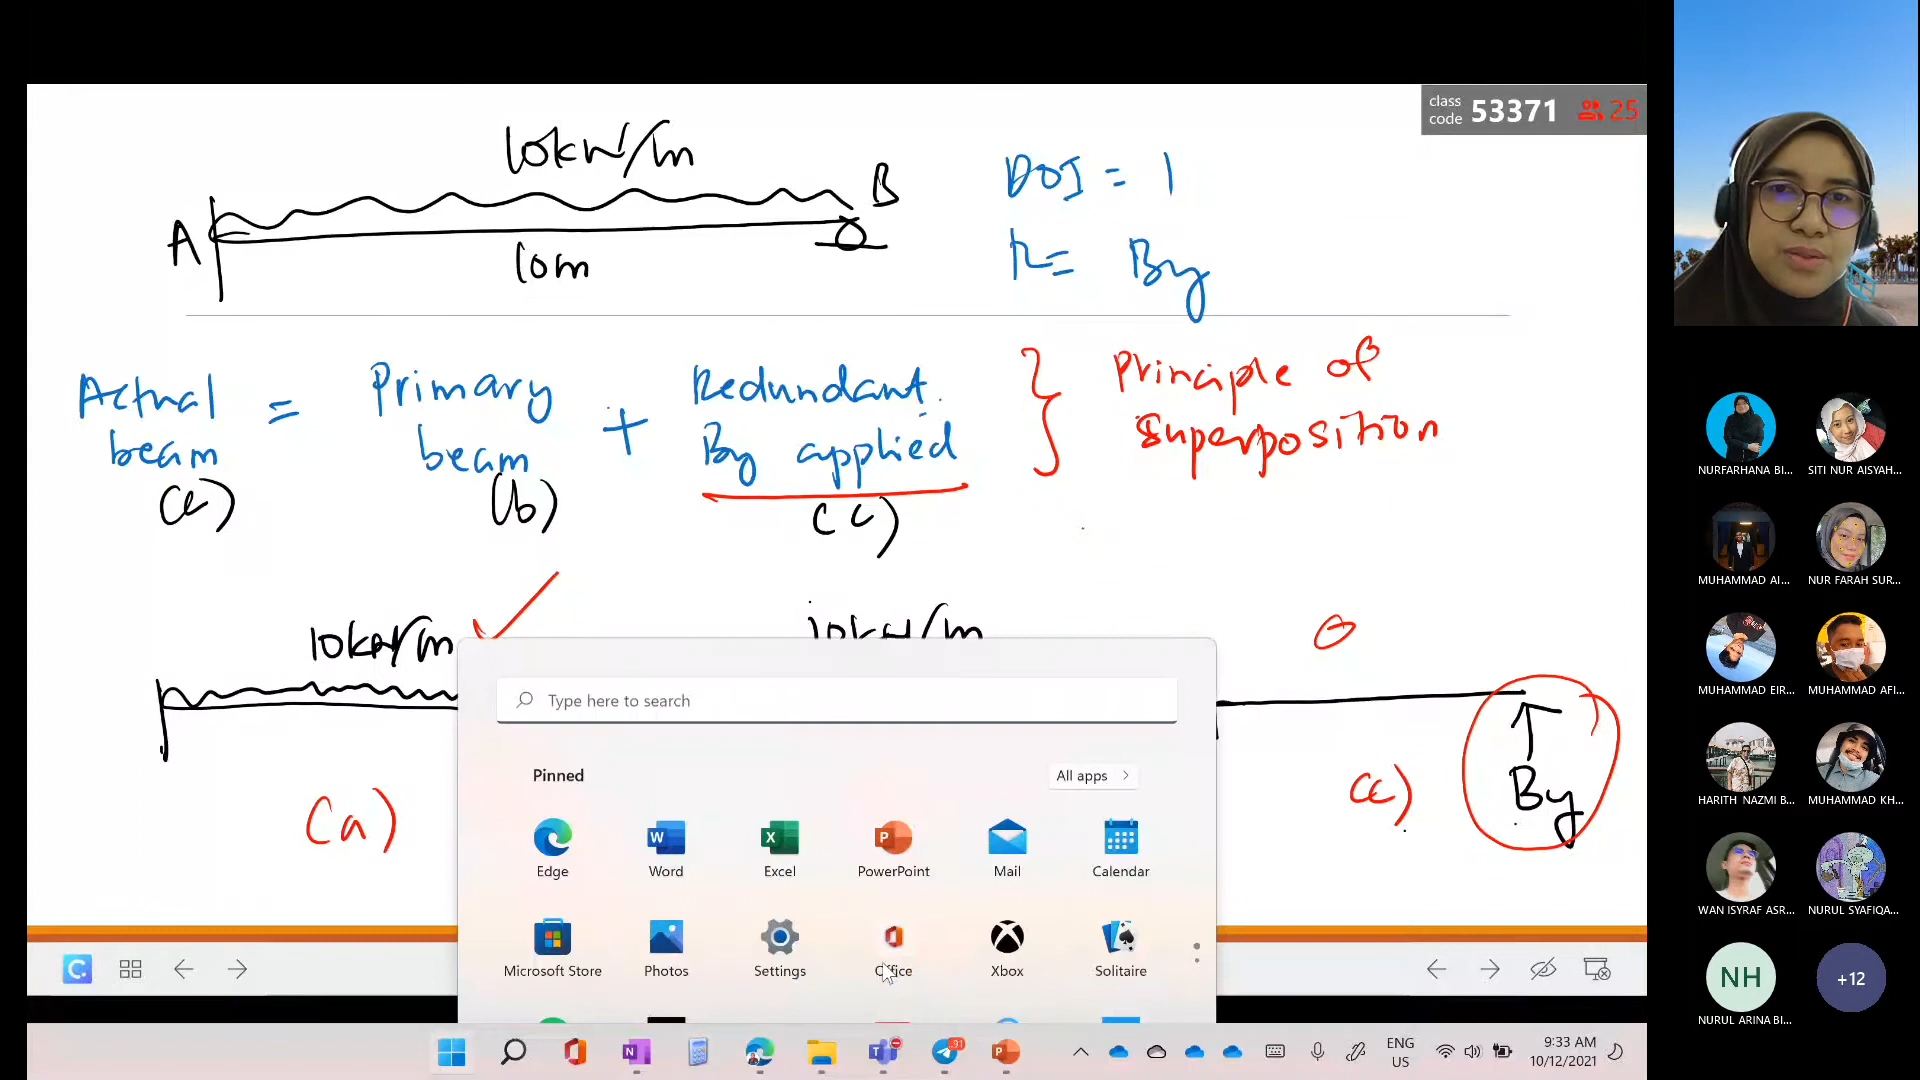 class
code 53371 25
10kN/m
B
A
10m
DOI = 1
R = By
Actual
beam
=
Primary
beam
+
Redundant
By applied
Principle of
Superposition
(a)
(b)
(c)
10kN/m
10kN/m
(a)
(c)
By
Type here to search
Pinned
All apps
Edge
Word
Excel
PowerPoint
Mail
Calendar
Microsoft Store
Photos
Settings
Office
Xbox
Solitaire
NURFARHANA BI...
SITI NUR AISYAH...
MUHAMMAD AI...
NUR FARAH SUR...
MUHAMMAD EIR...
MUHAMMAD AFI...
HARITH NAZMI B...
MUHAMMAD KH...
WAN ISYRAF ASR...
NURUL SYAFIQA...
NH
+12
NURUL ARINA BI...
91
ENG
US
9:33 AM
10/12/2021